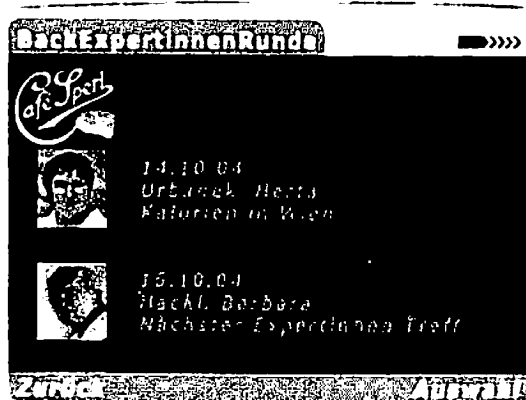 BackExpertInnenRunde
Café Sperl
14.10.04
Urbanek Herta
Kalorien in Wien
15.10.04
Hackl Barbara
Nächster ExpertInnen Treff
Zurück
Auswahl